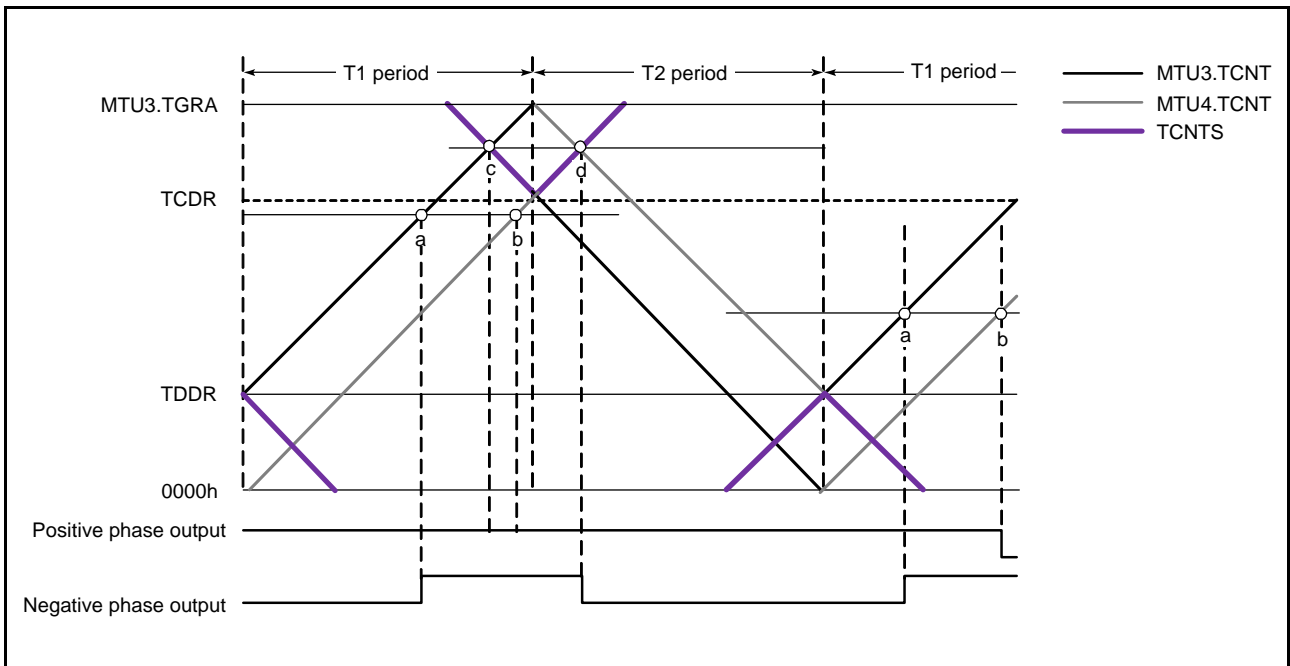 T1 period
T2 period
T1 period
MTU3.TCNT
MTU4.TCNT
TCNTS
MTU3.TGRA
c
d
TCDR
a
b
a
b
TDDR
0000h
Positive phase output
Negative phase output